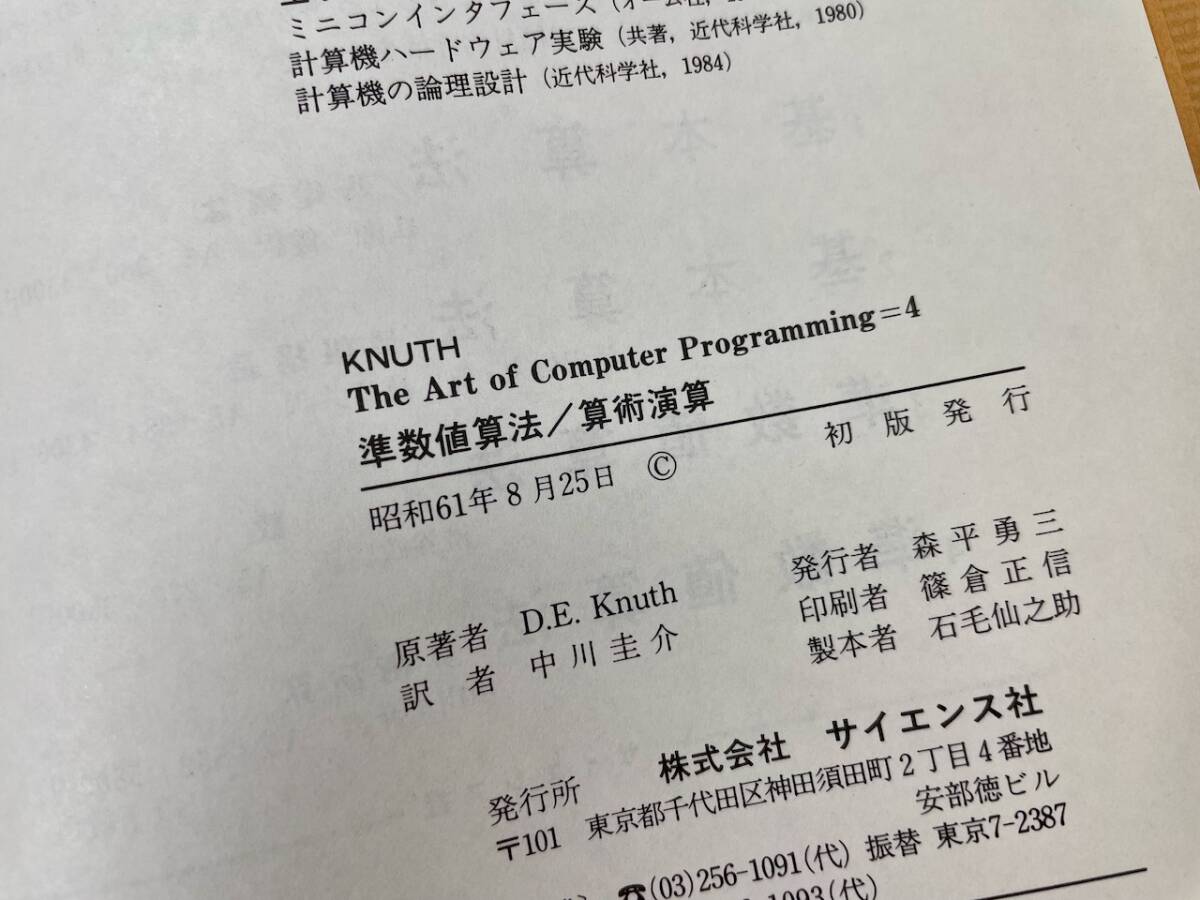 ミニコンインタフェース (オーム社, 
計算機ハードウェア実験 (共著, 近代科学社, 1980)
計算機の論理設計 (近代科学社, 1984)
KNUTH
The Art of Computer Programming=4
準数値算法/算術演算
昭和61年8月25日 © 初版発行
原著者 D.E. Knuth
訳者 中川圭介
発行者 森平勇三
印刷者 篠倉正信
製本者 石毛仙之助
発行所 株式会社 サイエンス社
〒101 東京都千代田区神田須田町2丁目4番地
安部徳ビル
☎(03)256-1091(代) 振替 東京7-2387
1093(代)